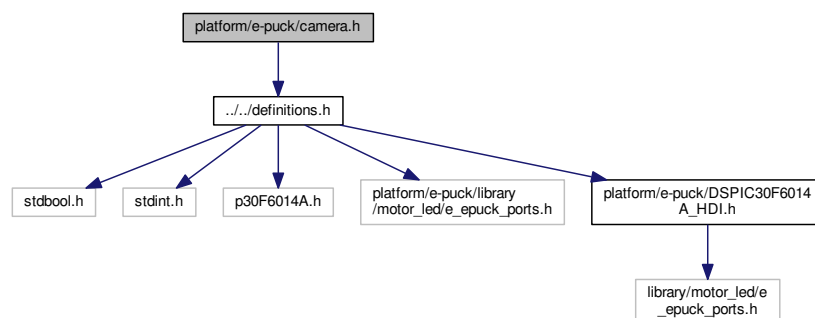 platform/e-puck/camera.h
../../definitions.h
stdbool.h
stdint.h
p30F6014A.h
platform/e-puck/library
/motor_led/e_epuck_ports.h
platform/e-puck/DSPIC30F6014
A_HDI.h
library/motor_led/e
_epuck_ports.h